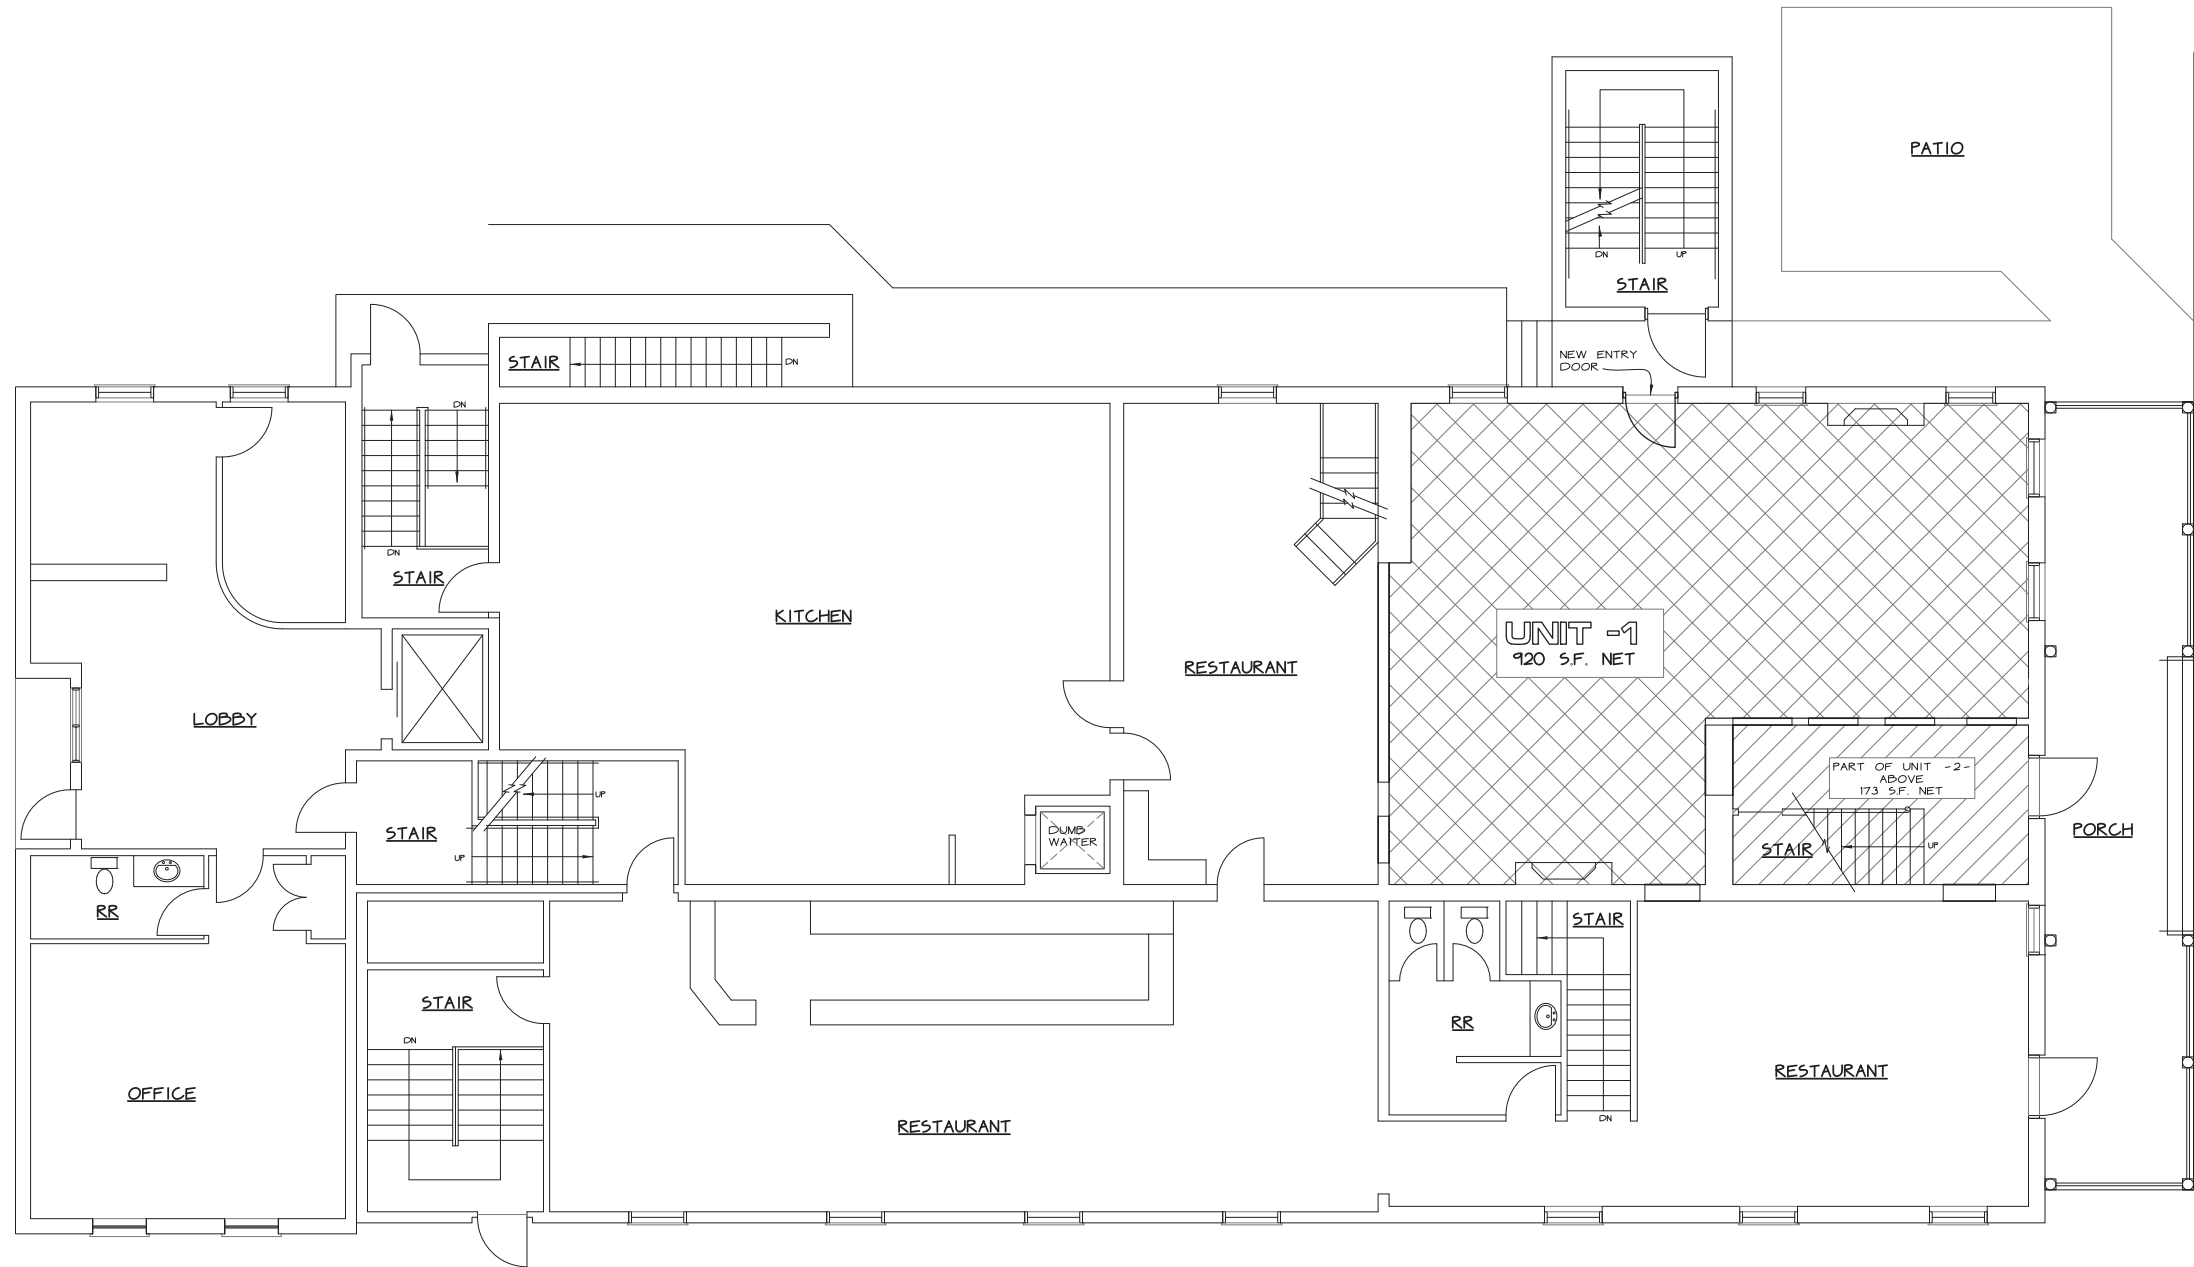 PATIO
DN
UP
STAIR
NEW ENTRY
DOOR
STAIR
DN
DN
DN
STAIR
KITCHEN
UNIT -1
920 S.F. NET
RESTAURANT
LOBBY
PART OF UNIT -2-
ABOVE
173 S.F. NET
UP
STAIR
UP
DUMB
WAITER
PORCH
STAIR
UP
RR
STAIR
STAIR
DN
RR
OFFICE
RESTAURANT
RESTAURANT
DN